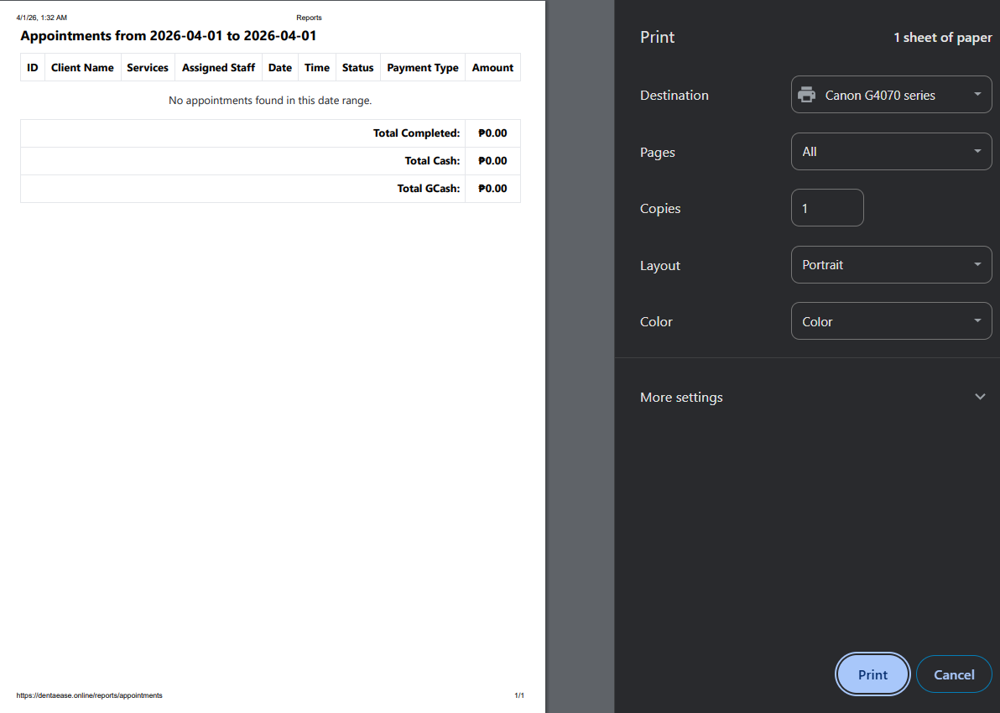 4/1/26, 1:32 AM Reports
Appointments from 2026-04-01 to 2026-04-01
ID Client Name Services Assigned Staff Date Time Status Payment Type Amount
No appointments found in this date range.
Total Completed: ₱0.00
Total Cash: ₱0.00
Total GCash: ₱0.00
https://dentaease.online/reports/appointments 1/1
Print 1 sheet of paper
Destination Canon G4070 series
Pages All
Copies 1
Layout Portrait
Color Color
More settings
Print Cancel